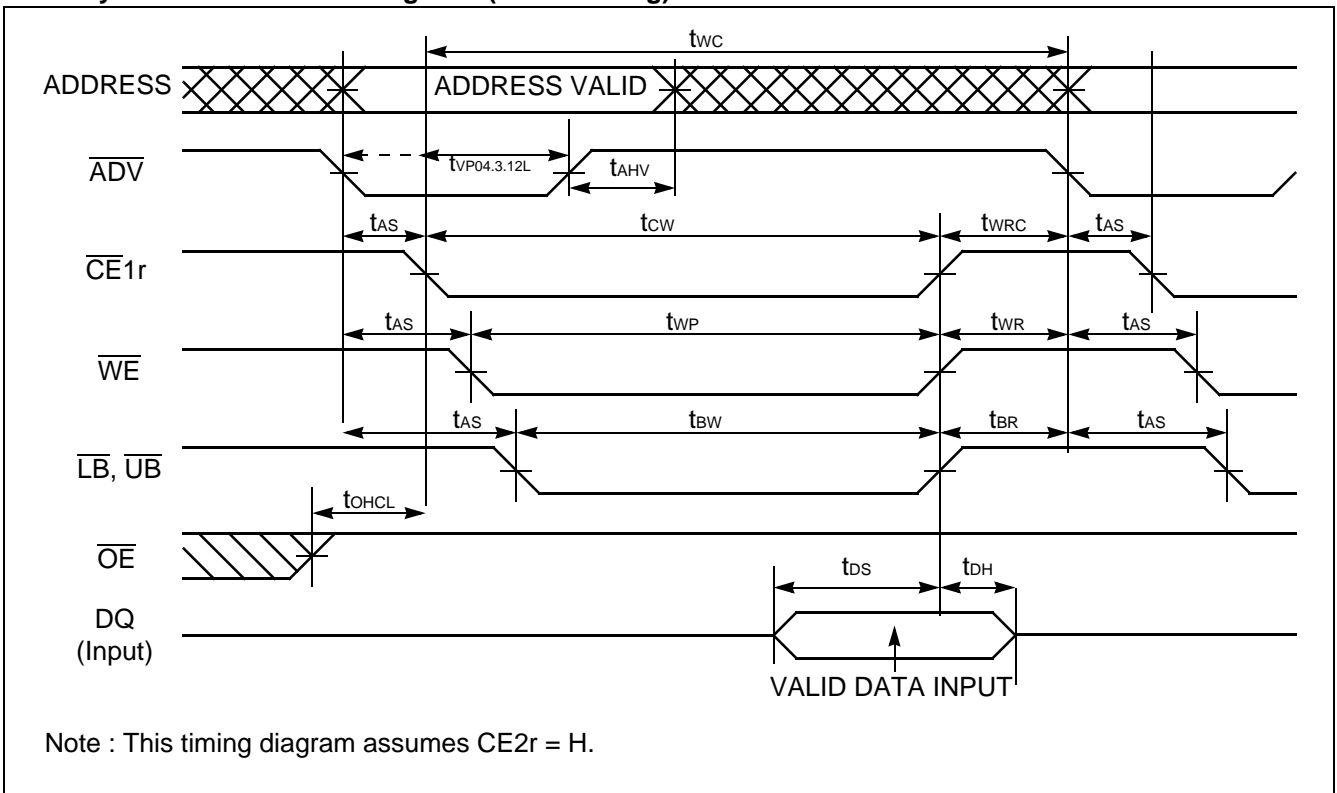 tWC
ADDRESS
ADDRESS VALID
ADV
tVP04.3.12L
tAHV
tAS
tCW
tWRC
tAS
CE1r
tAS
tWP
tWR
tAS
WE
tAS
tBW
tBR
tAS
LB, UB
tOHCL
OE
tDS
tDH
DQ
(Input)
VALID DATA INPUT
Note : This timing diagram assumes CE2r = H.